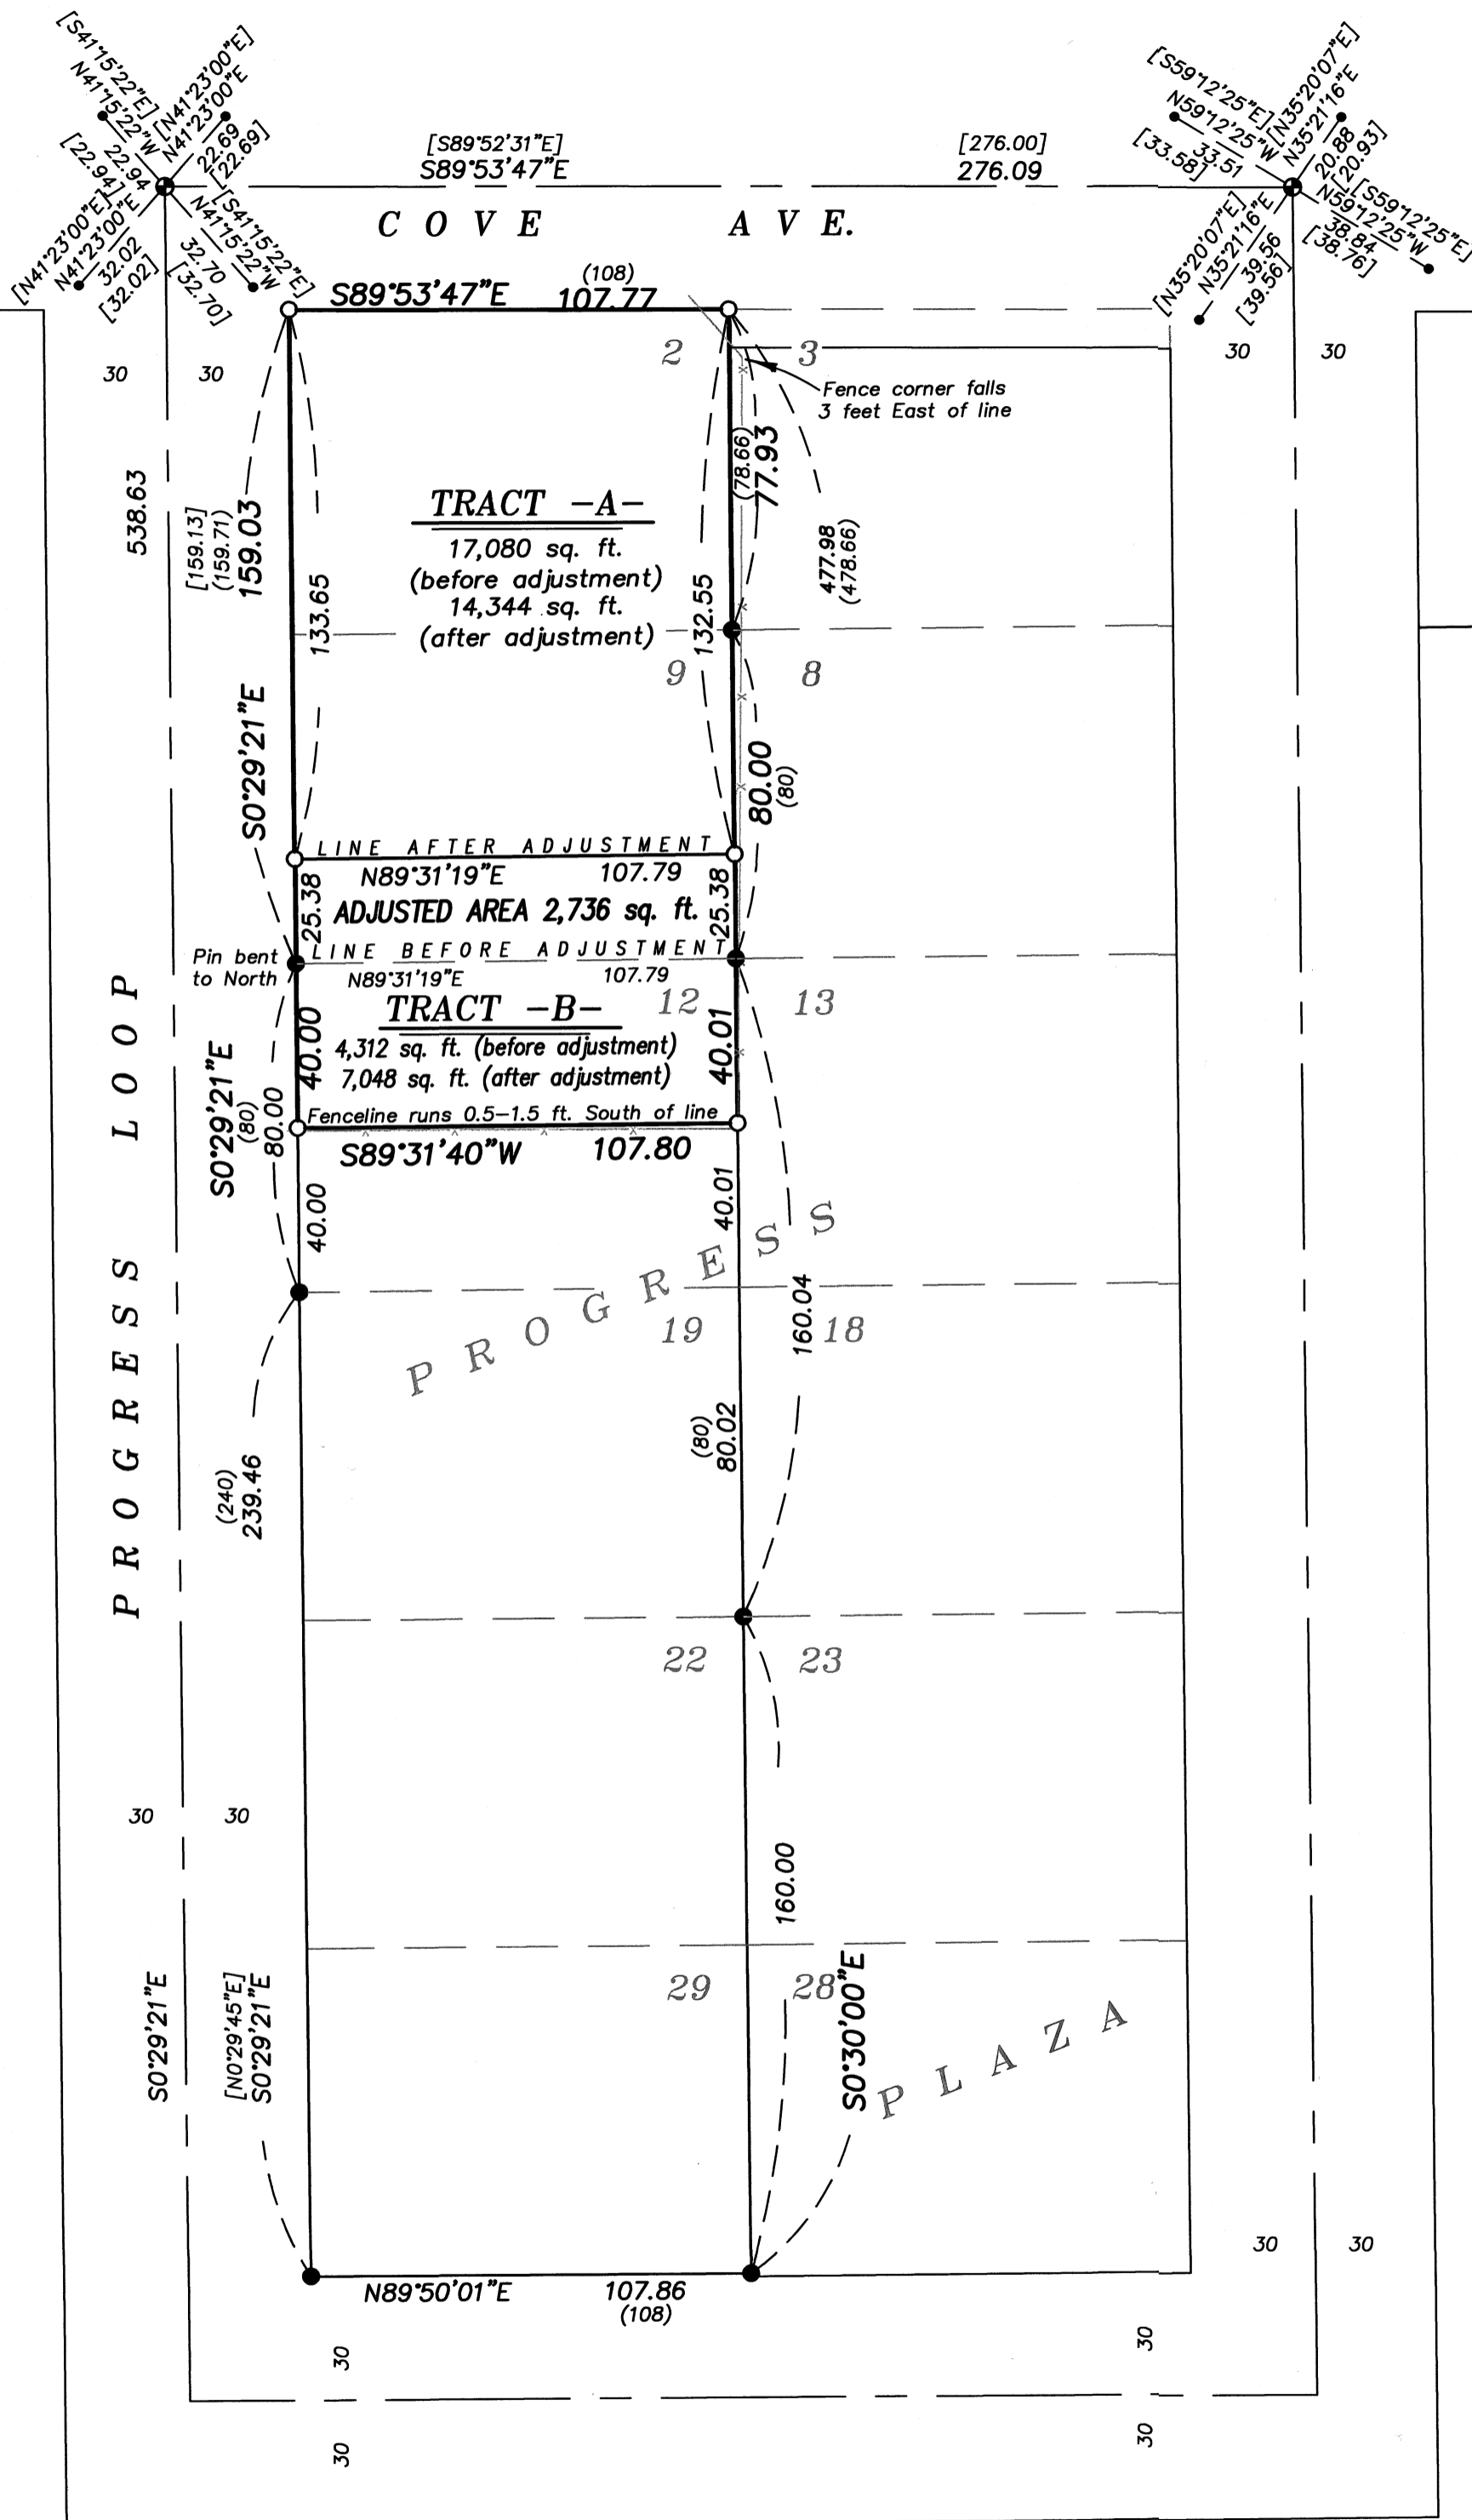 [S41°15'22"E]
N41°15'22"W
22.94
[22.94]
[N41°23'00"E]
N41°23'00"E
22.69
[22.69]
[N41°23'00"E]
N41°23'00"E
32.02
[32.02]
[S41°15'22"E]
N41°15'22"W
32.70
[32.70]
[S89°52'31"E]
S89°53'47"E
[276.00]
276.09
[S59°12'25"E]
N59°12'25"W
33.51
[33.58]
[N35°20'07"E]
N35°21'16"E
20.88
[20.93]
[S59°12'25"E]
N59°12'25"W
38.84
[38.76]
[N35°20'07"E]
N35°21'16"E
39.56
[39.56]
COVE AVE.
S89°53'47"E
(108)
107.77
30
30
30
30
2
3
Fence corner falls
3 feet East of line
538.63
[159.13]
(159.71)
159.03
133.65
132.55
(78.66)
77.93
477.98
(478.66)
TRACT -A-
17,080 sq. ft.
(before adjustment)
14,344 sq. ft.
(after adjustment)
9
8
S0°29'21"E
80.00
(80)
LINE AFTER ADJUSTMENT
N89°31'19"E 107.79
25.38
25.38
ADJUSTED AREA 2,736 sq. ft.
LINE BEFORE ADJUSTMENT
Pin bent
to North
N89°31'19"E 107.79
12
13
TRACT -B-
4,312 sq. ft. (before adjustment)
7,048 sq. ft. (after adjustment)
40.00
40.01
Fenceline runs 0.5-1.5 ft. South of line
S89°31'40"W 107.80
S0°29'21"E
(80)
80.00
40.00
40.01
PROGRESS LOOP
PROGRESS
160.04
19
18
(80)
80.02
(240)
239.46
22
23
30
30
160.00
29
28
S0°29'21"E
[N0°29'45"E]
S0°29'21"E
S0°30'00"E
PLAZA
30
30
N89°50'01"E
107.86
(108)
30
30
30
30